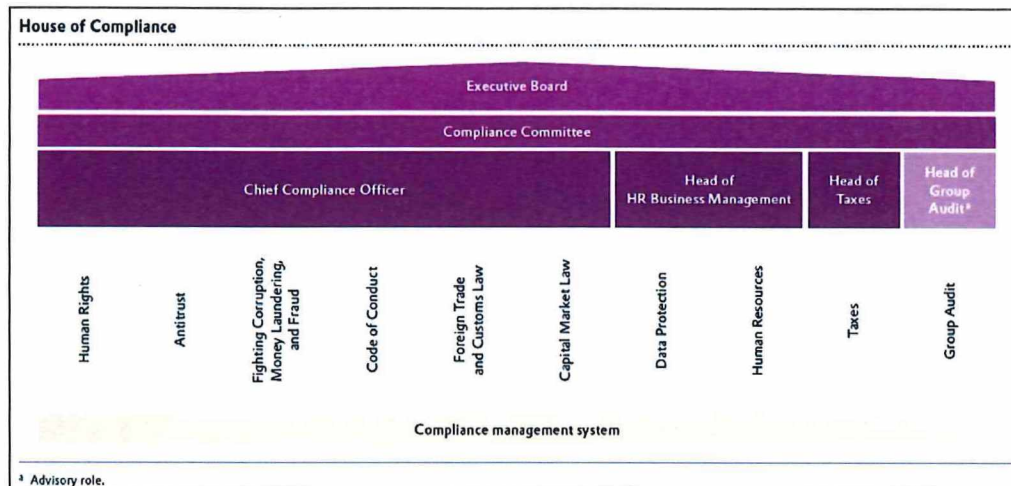 House of Compliance
Executive Board
Compliance Committee
Chief Compliance Officer
Head of
HR Business Management
Head of
Taxes
Head of
Group
Auditᵃ
Human Rights
Antitrust
Fighting Corruption,
Money Laundering,
and Fraud
Code of Conduct
Foreign Trade
and Customs Law
Capital Market Law
Data Protection
Human Resources
Taxes
Group Audit
Compliance management system
ᵃ Advisory role.